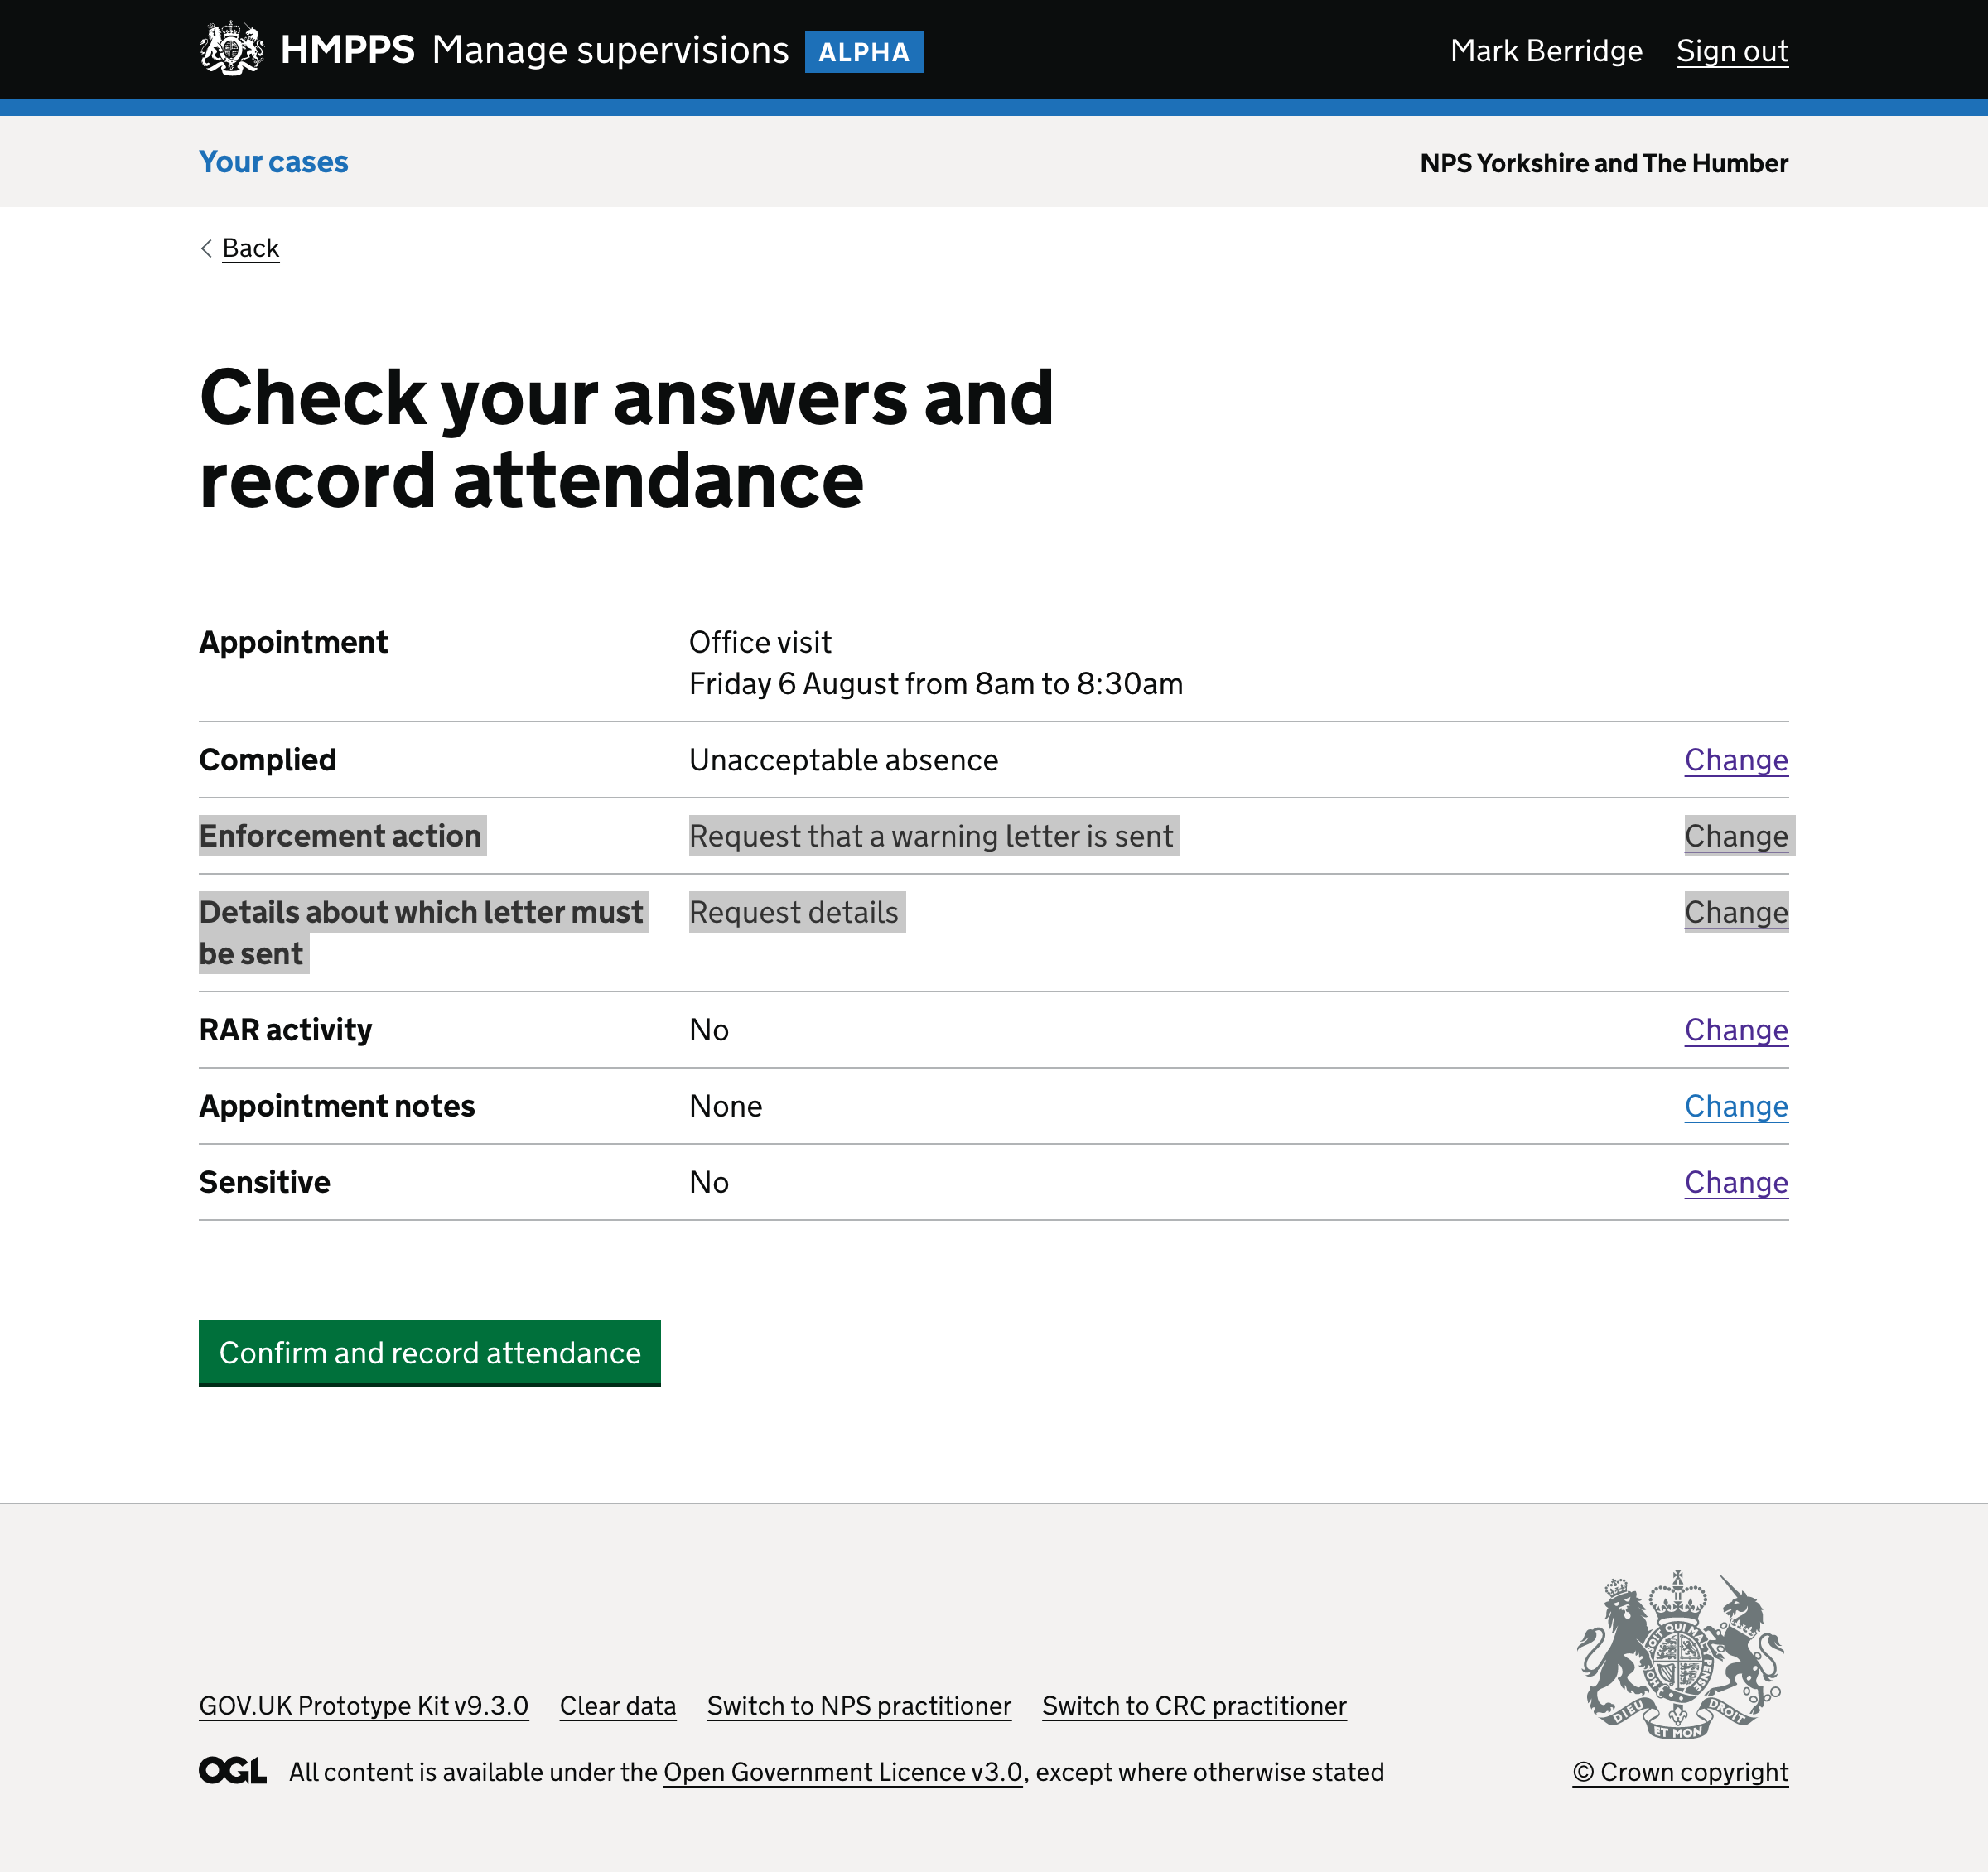 HMPPS Manage supervisions ALPHA Mark Berridge Sign out
Your cases NPS Yorkshire and The Humber
Back
Check your answers and
record attendance
Appointment Office visit
Friday 6 August from 8am to 8:30am
Complied Unacceptable absence Change
Enforcement action Request that a warning letter is sent Change
Details about which letter must Request details Change
be sent
RAR activity No Change
Appointment notes None Change
Sensitive No Change
Confirm and record attendance
GOV.UK Prototype Kit v9.3.0 Clear data Switch to NPS practitioner Switch to CRC practitioner
DIEU ET MON DROIT
OGL All content is available under the Open Government Licence v3.0, except where otherwise stated © Crown copyright